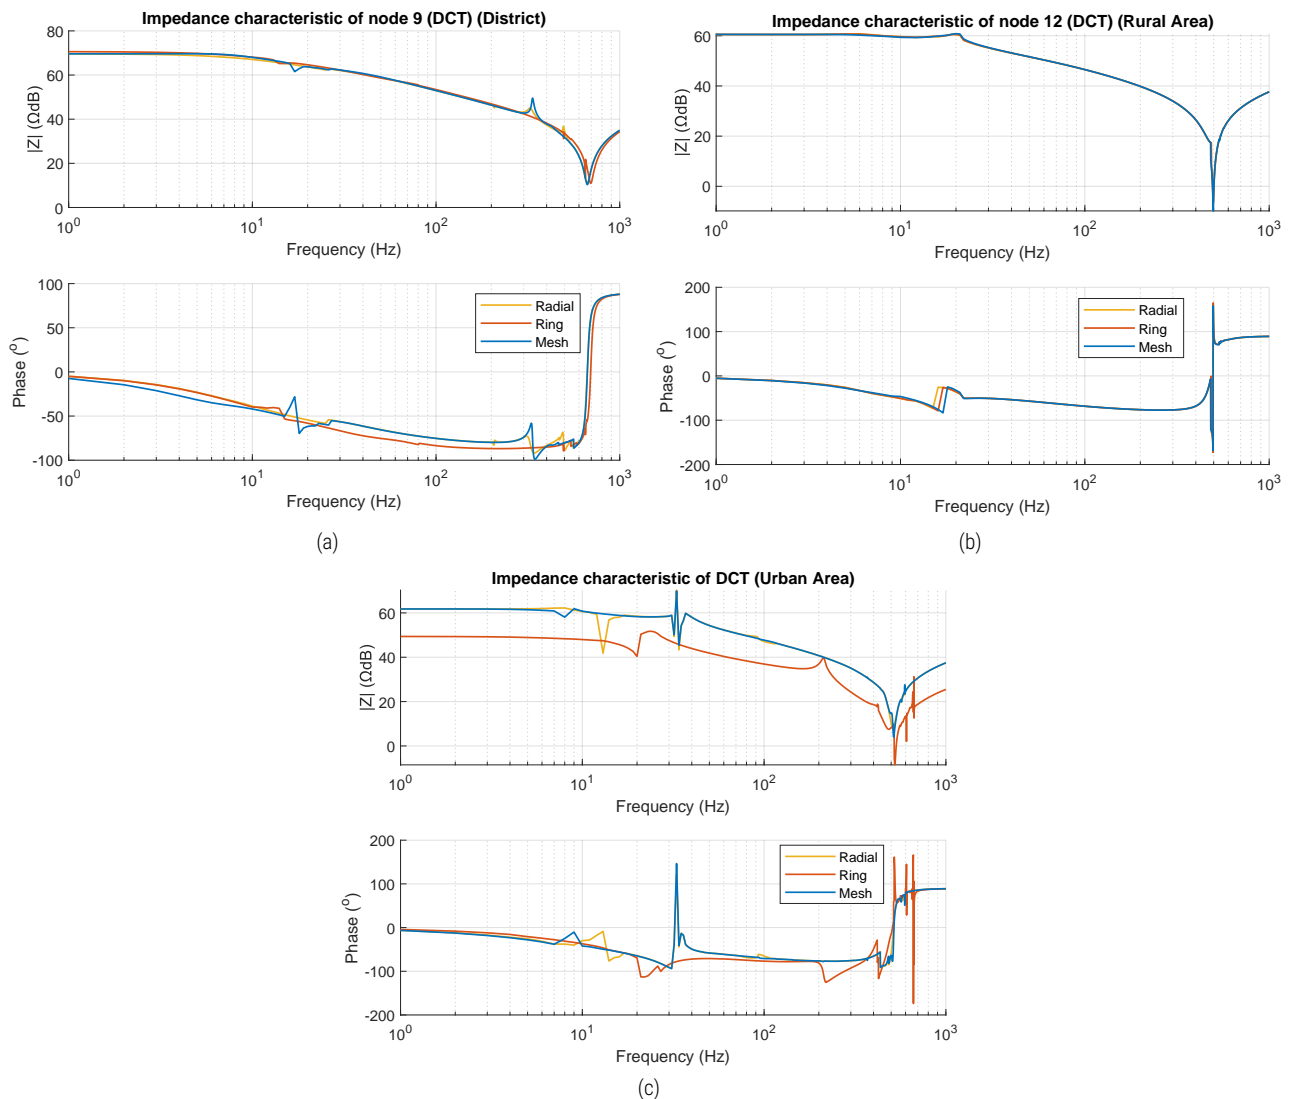 Impedance characteristic of node 9 (DCT) (District)
|Z| (ΩdB)
80
60
40
20
0
10^0 10^1 10^2 10^3
Frequency (Hz)
Phase (^o)
100
50
0
-50
-100
Radial
Ring
Mesh
10^0 10^1 10^2 10^3
Frequency (Hz)
(a)
Impedance characteristic of node 12 (DCT) (Rural Area)
|Z| (ΩdB)
60
40
20
0
10^0 10^1 10^2 10^3
Frequency (Hz)
Phase (^o)
200
100
0
-100
-200
Radial
Ring
Mesh
10^0 10^1 10^2 10^3
Frequency (Hz)
(b)
Impedance characteristic of DCT (Urban Area)
|Z| (ΩdB)
60
40
20
0
10^0 10^1 10^2 10^3
Frequency (Hz)
Phase (^o)
200
100
0
-100
-200
Radial
Ring
Mesh
10^0 10^1 10^2 10^3
Frequency (Hz)
(c)